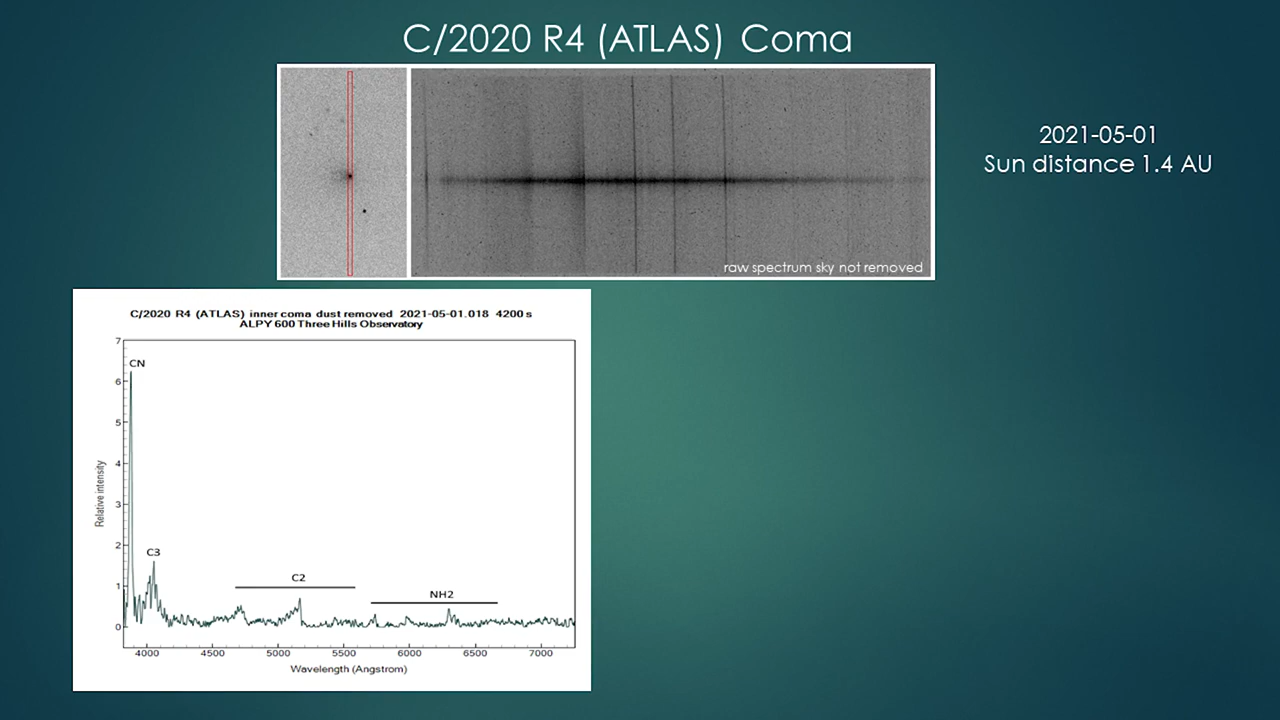 C/2020 R4 (ATLAS) Coma
2021-05-01
Sun distance 1.4 AU
raw spectrum sky not removed
C/2020 R4 (ATLAS) inner coma dust removed 2021-05-01.018 4200 s
ALPY 600 Three Hills Observatory
7
CN
6
5
4
Relative intensity
3
2
C3
1
C2
NH2
0
4000 4500 5000 5500 6000 6500 7000
Wavelength (Angstrom)